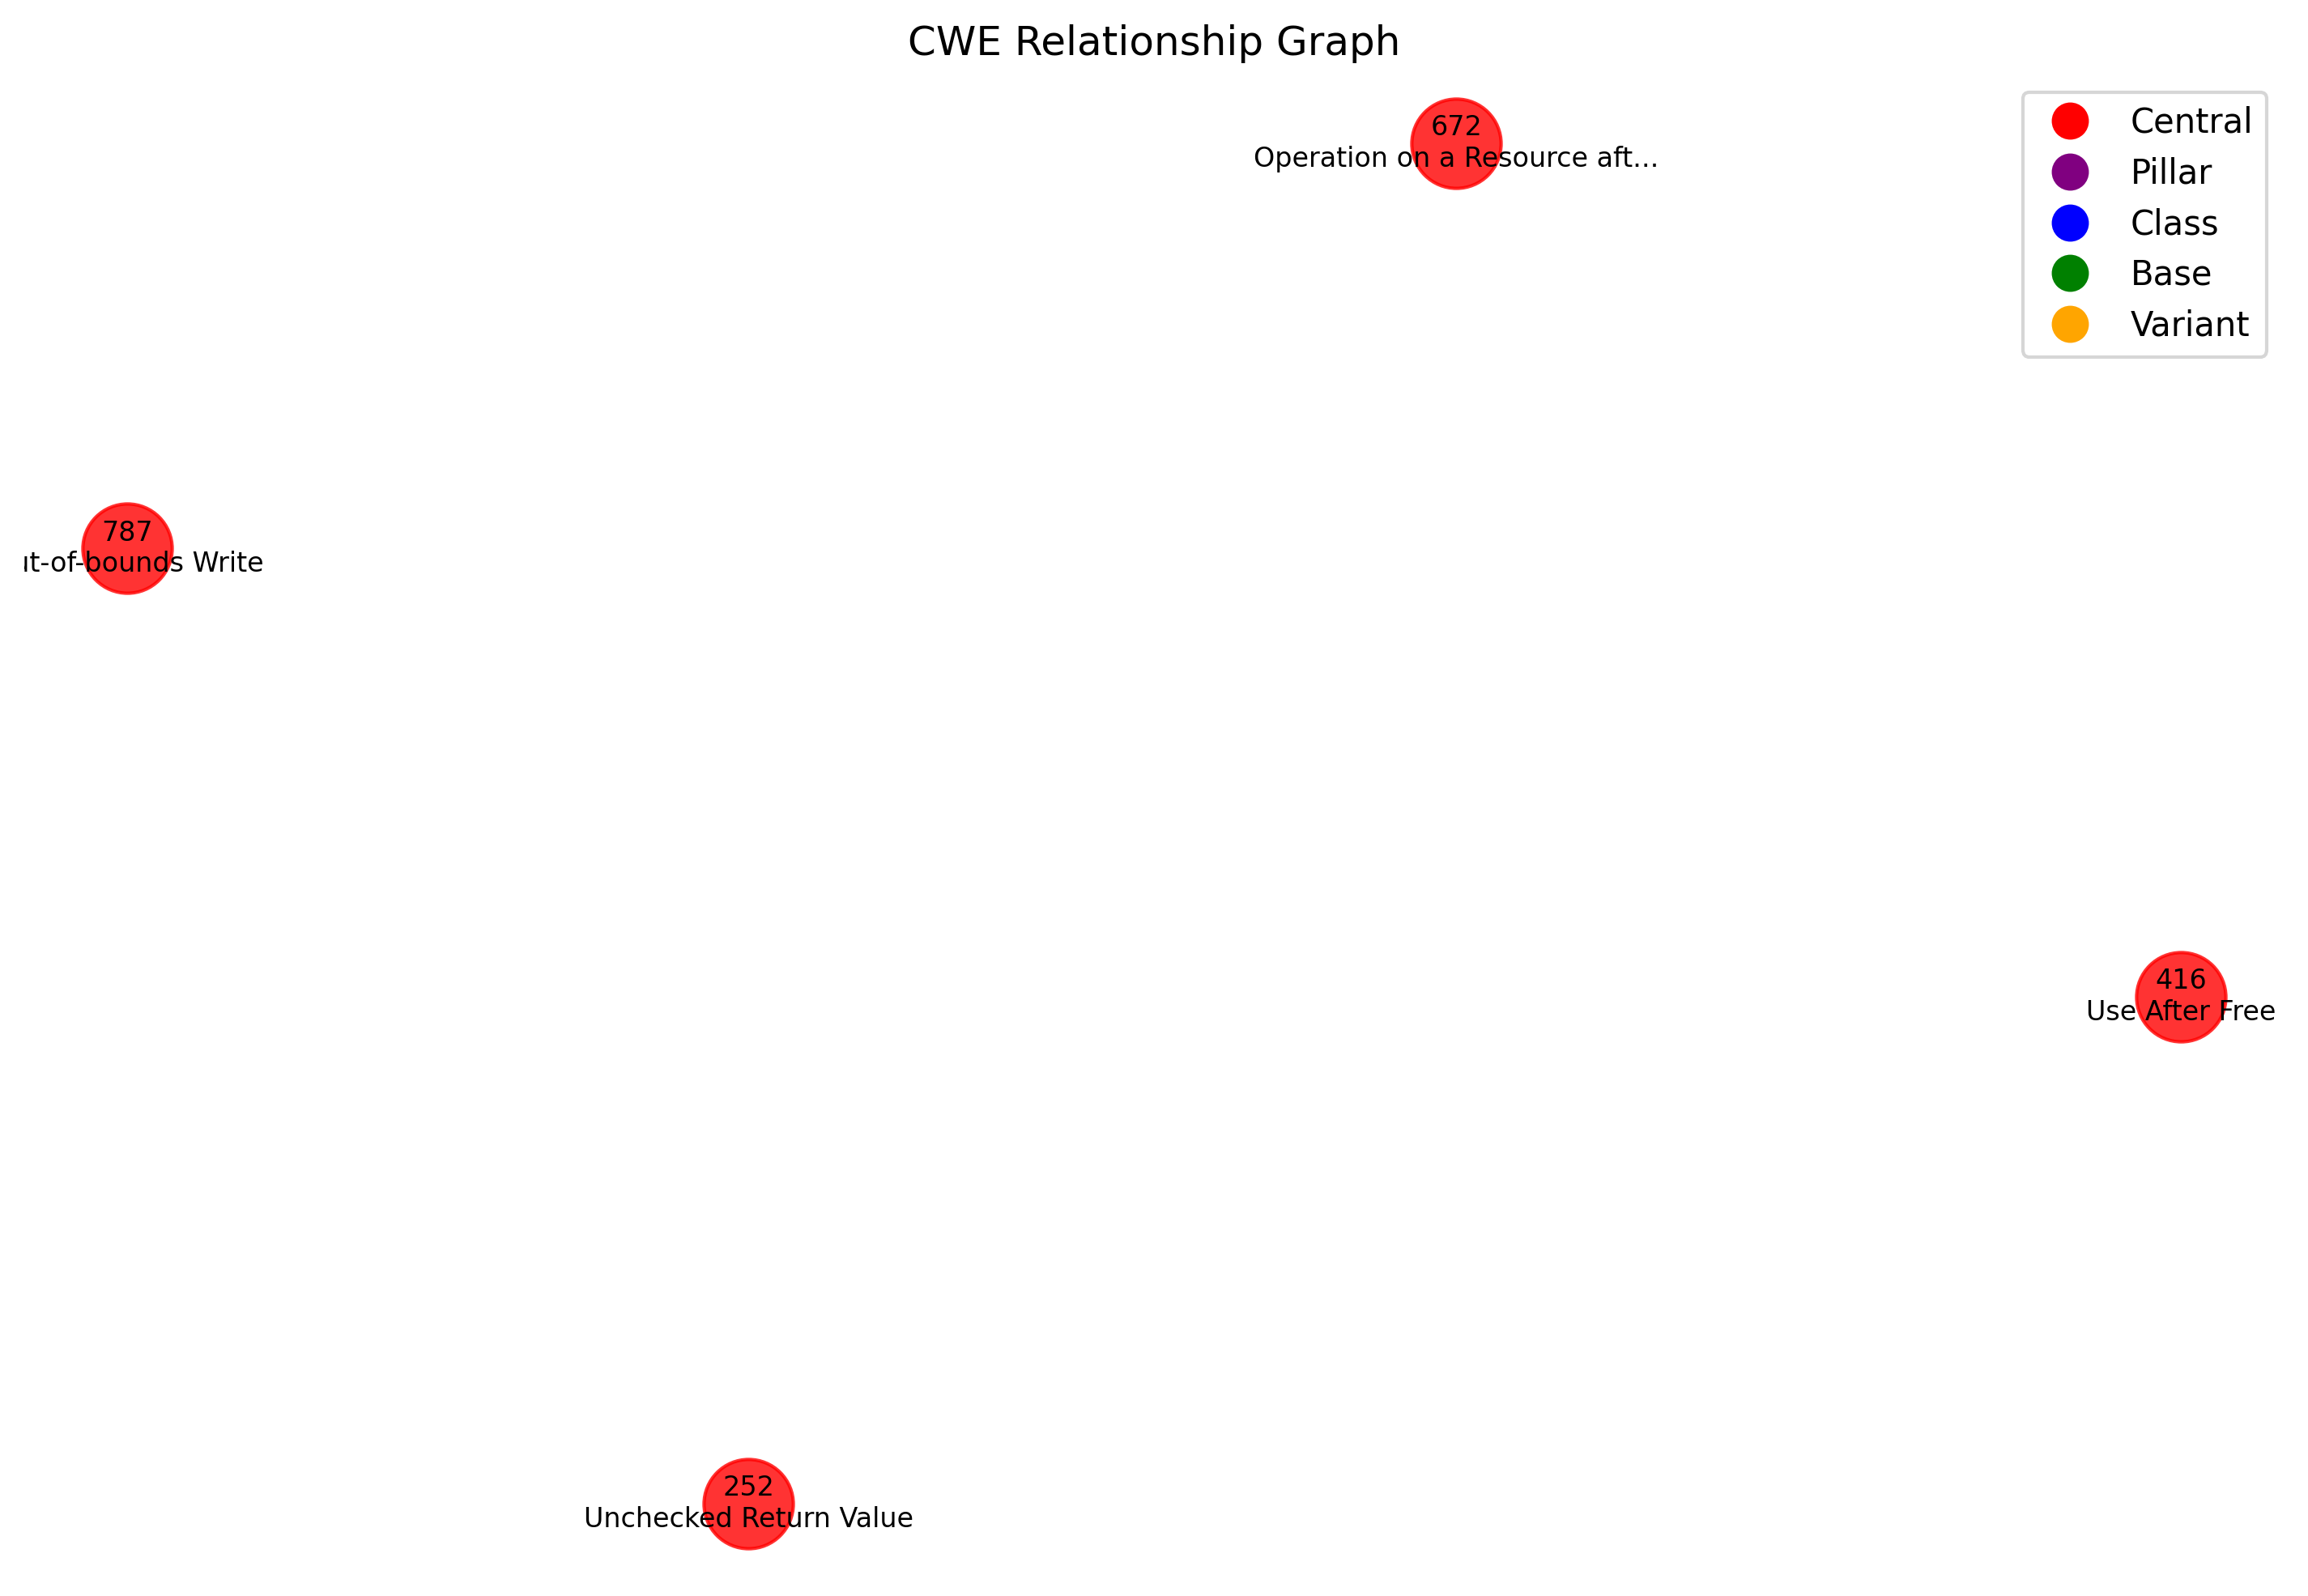 CWE Relationship Graph
672
Operation on a Resource aft...
Central
Pillar
Class
Base
Variant
787
t-of-bounds Write
416
Use After Free
252
Unchecked Return Value